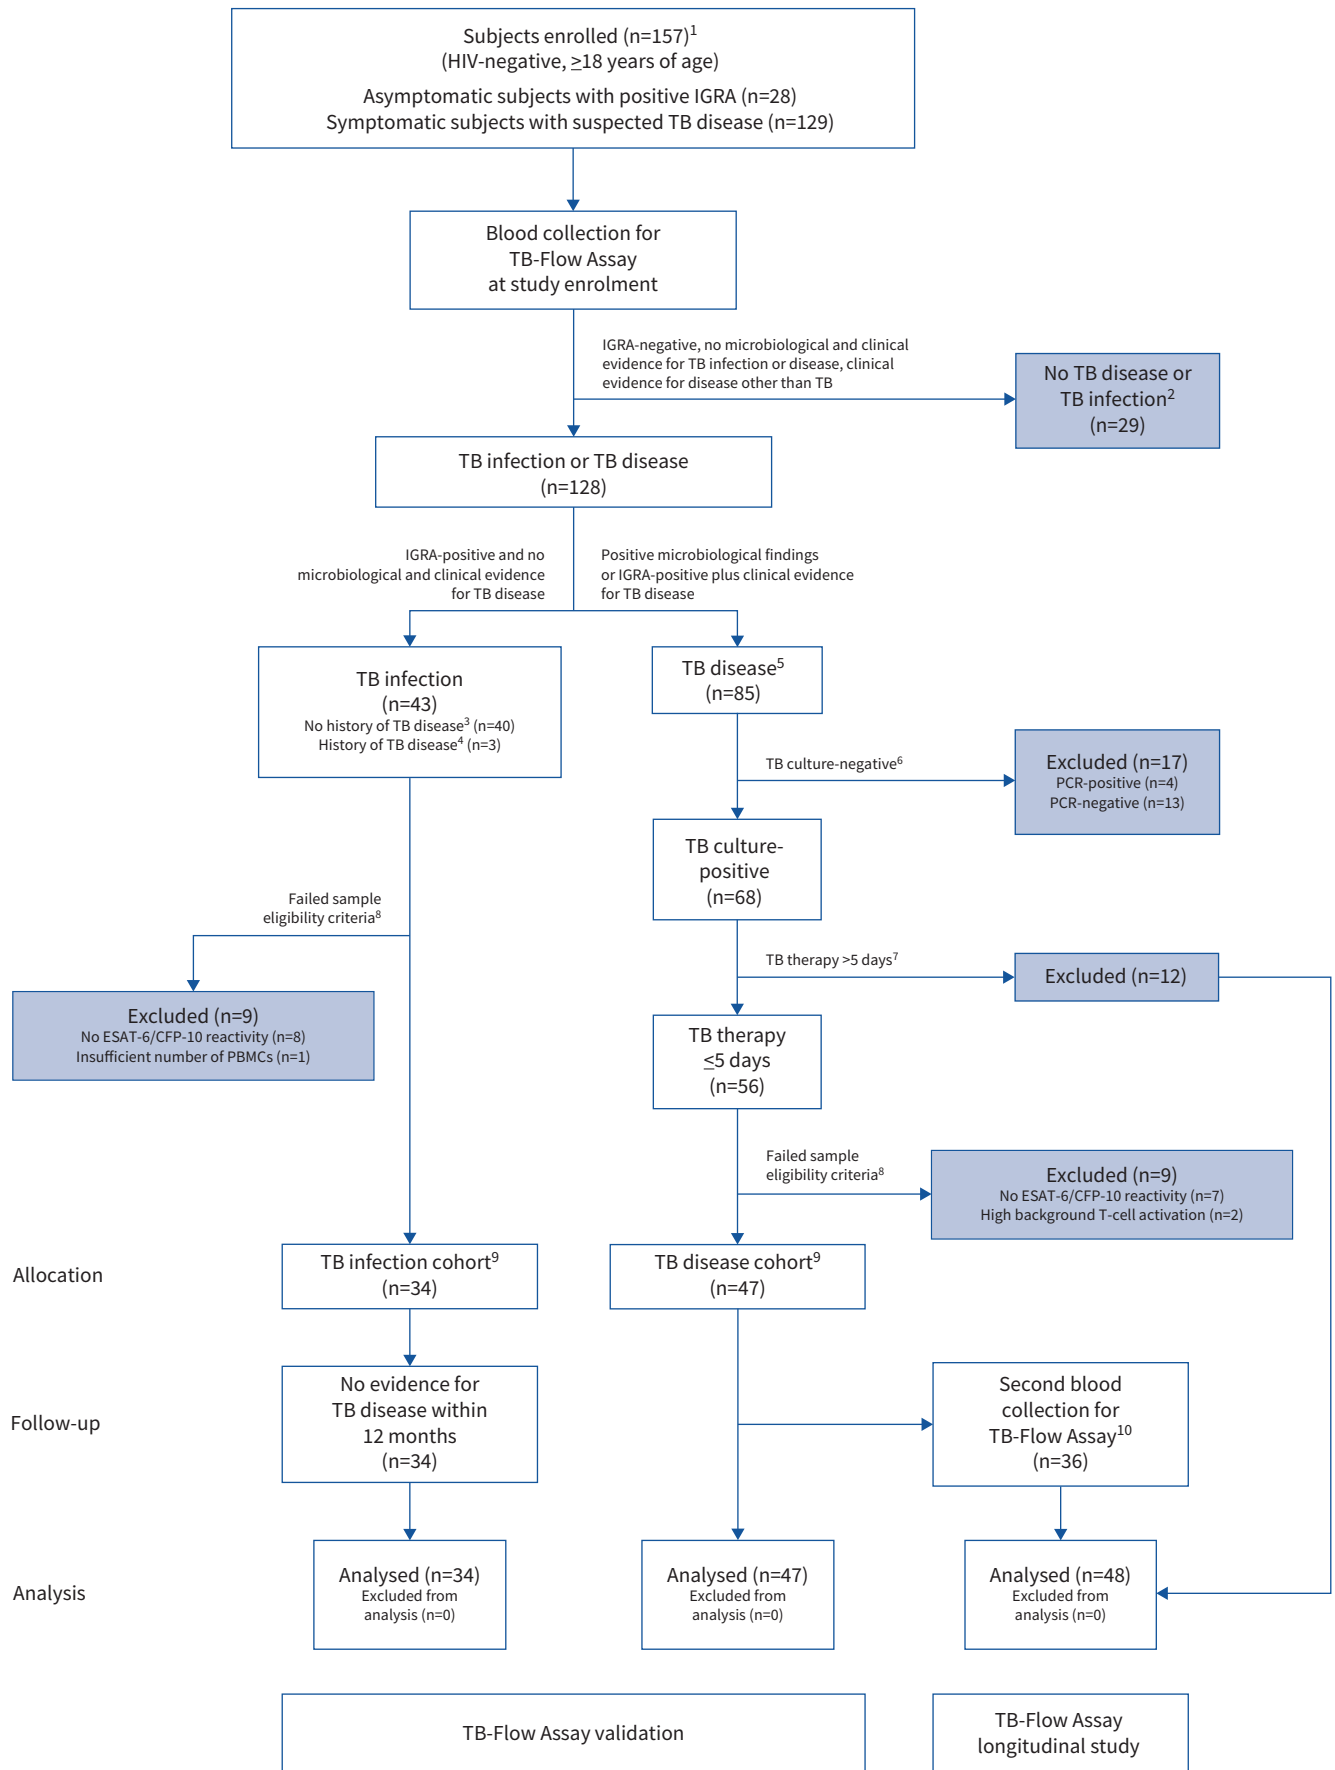 Subjects enrolled (n=157)¹
(HIV-negative, ≥18 years of age)
Asymptomatic subjects with positive IGRA (n=28)
Symptomatic subjects with suspected TB disease (n=129)
Blood collection for
TB-Flow Assay
at study enrolment
IGRA-negative, no microbiological and clinical
evidence for TB infection or disease, clinical
evidence for disease other than TB
No TB disease or
TB infection²
(n=29)
TB infection or TB disease
(n=128)
IGRA-positive and no
microbiological and clinical evidence
for TB disease
Positive microbiological findings
or IGRA-positive plus clinical evidence
for TB disease
TB infection
(n=43)
No history of TB disease³ (n=40)
History of TB disease⁴ (n=3)
TB disease⁵
(n=85)
TB culture-negative⁶
Excluded (n=17)
PCR-positive (n=4)
PCR-negative (n=13)
TB culture-
positive
(n=68)
Failed sample
eligibility criteria⁸
TB therapy >5 days⁷
Excluded (n=12)
Excluded (n=9)
No ESAT-6/CFP-10 reactivity (n=8)
Insufficient number of PBMCs (n=1)
TB therapy
≤5 days
(n=56)
Failed sample
eligibility criteria⁸
Excluded (n=9)
No ESAT-6/CFP-10 reactivity (n=7)
High background T-cell activation (n=2)
Allocation
TB infection cohort⁹
(n=34)
TB disease cohort⁹
(n=47)
Follow-up
No evidence for
TB disease within
12 months
(n=34)
Second blood
collection for
TB-Flow Assay¹⁰
(n=36)
Analysis
Analysed (n=34)
Excluded from
analysis (n=0)
Analysed (n=47)
Excluded from
analysis (n=0)
Analysed (n=48)
Excluded from
analysis (n=0)
TB-Flow Assay validation
TB-Flow Assay
longitudinal study